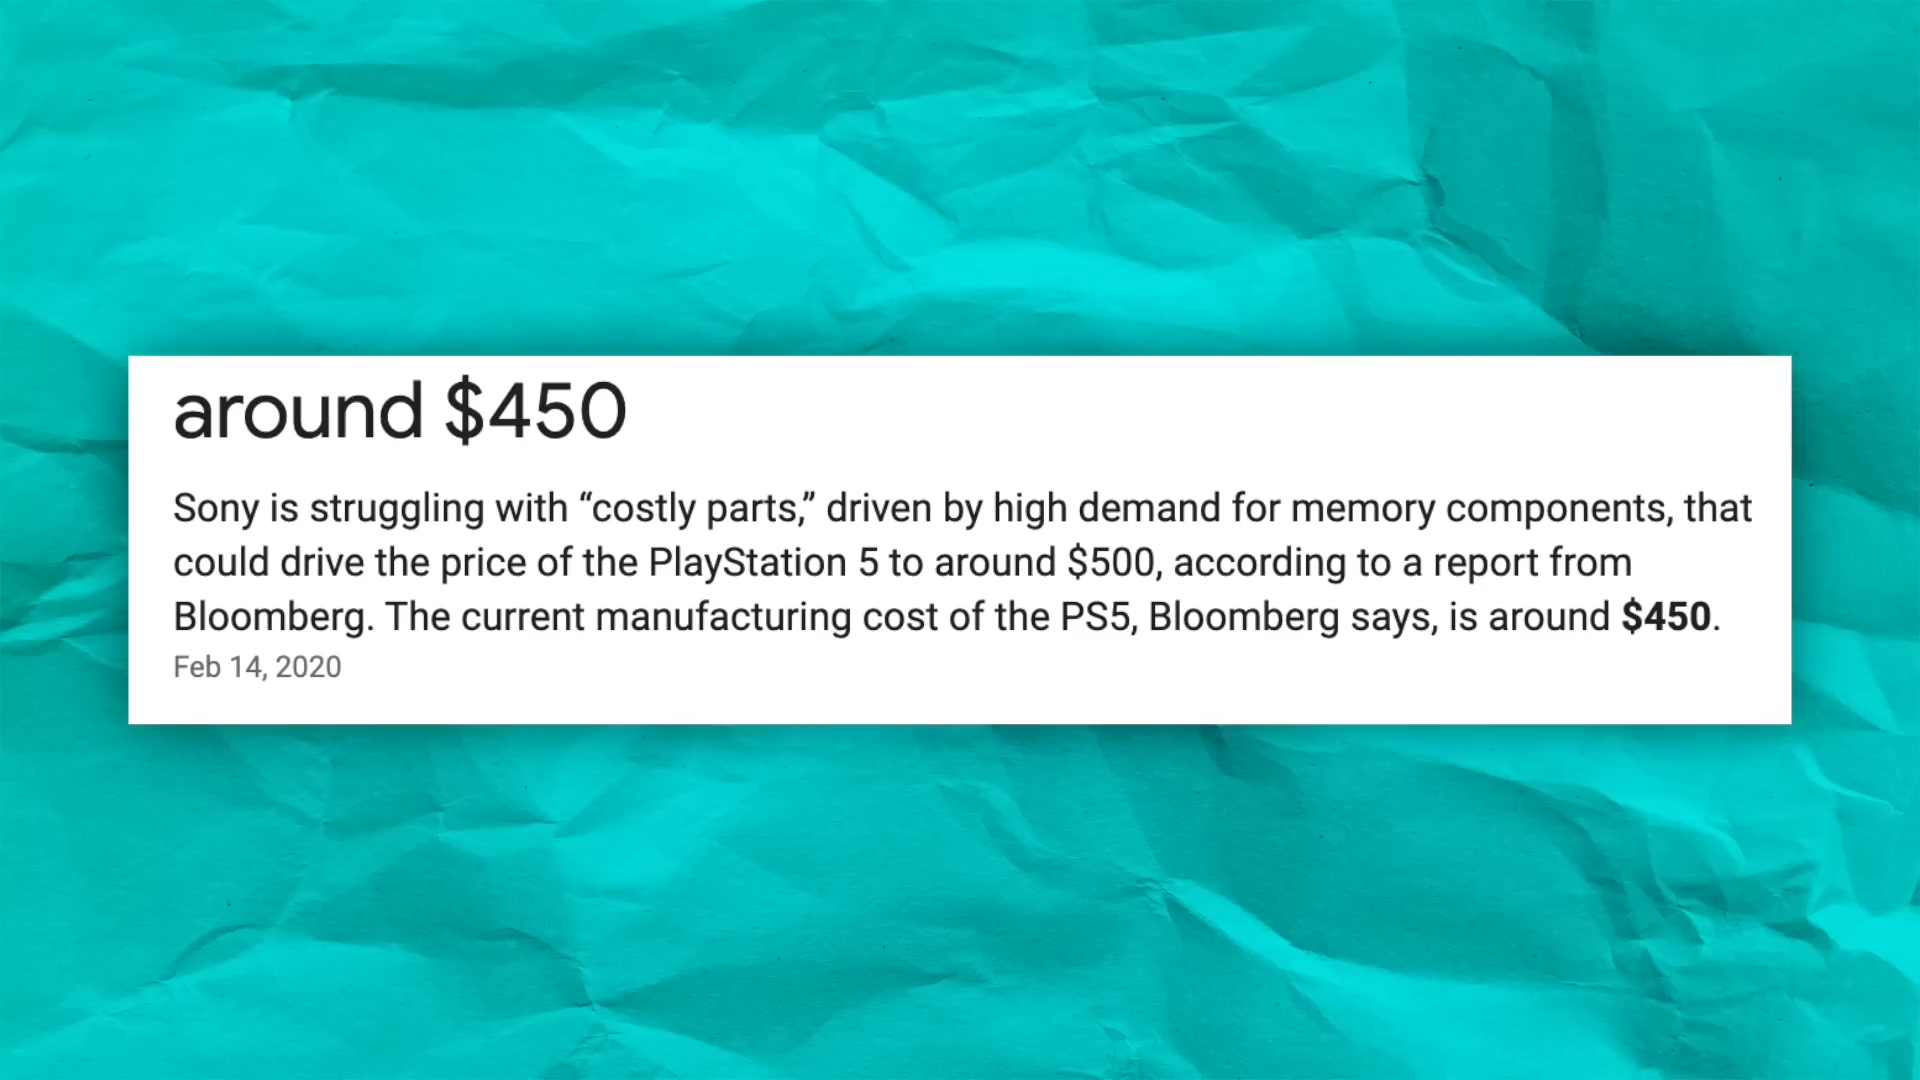 around $450
Sony is struggling with “costly parts,” driven by high demand for memory components, that
could drive the price of the PlayStation 5 to around $500, according to a report from
Bloomberg. The current manufacturing cost of the PS5, Bloomberg says, is around $450.
Feb 14, 2020